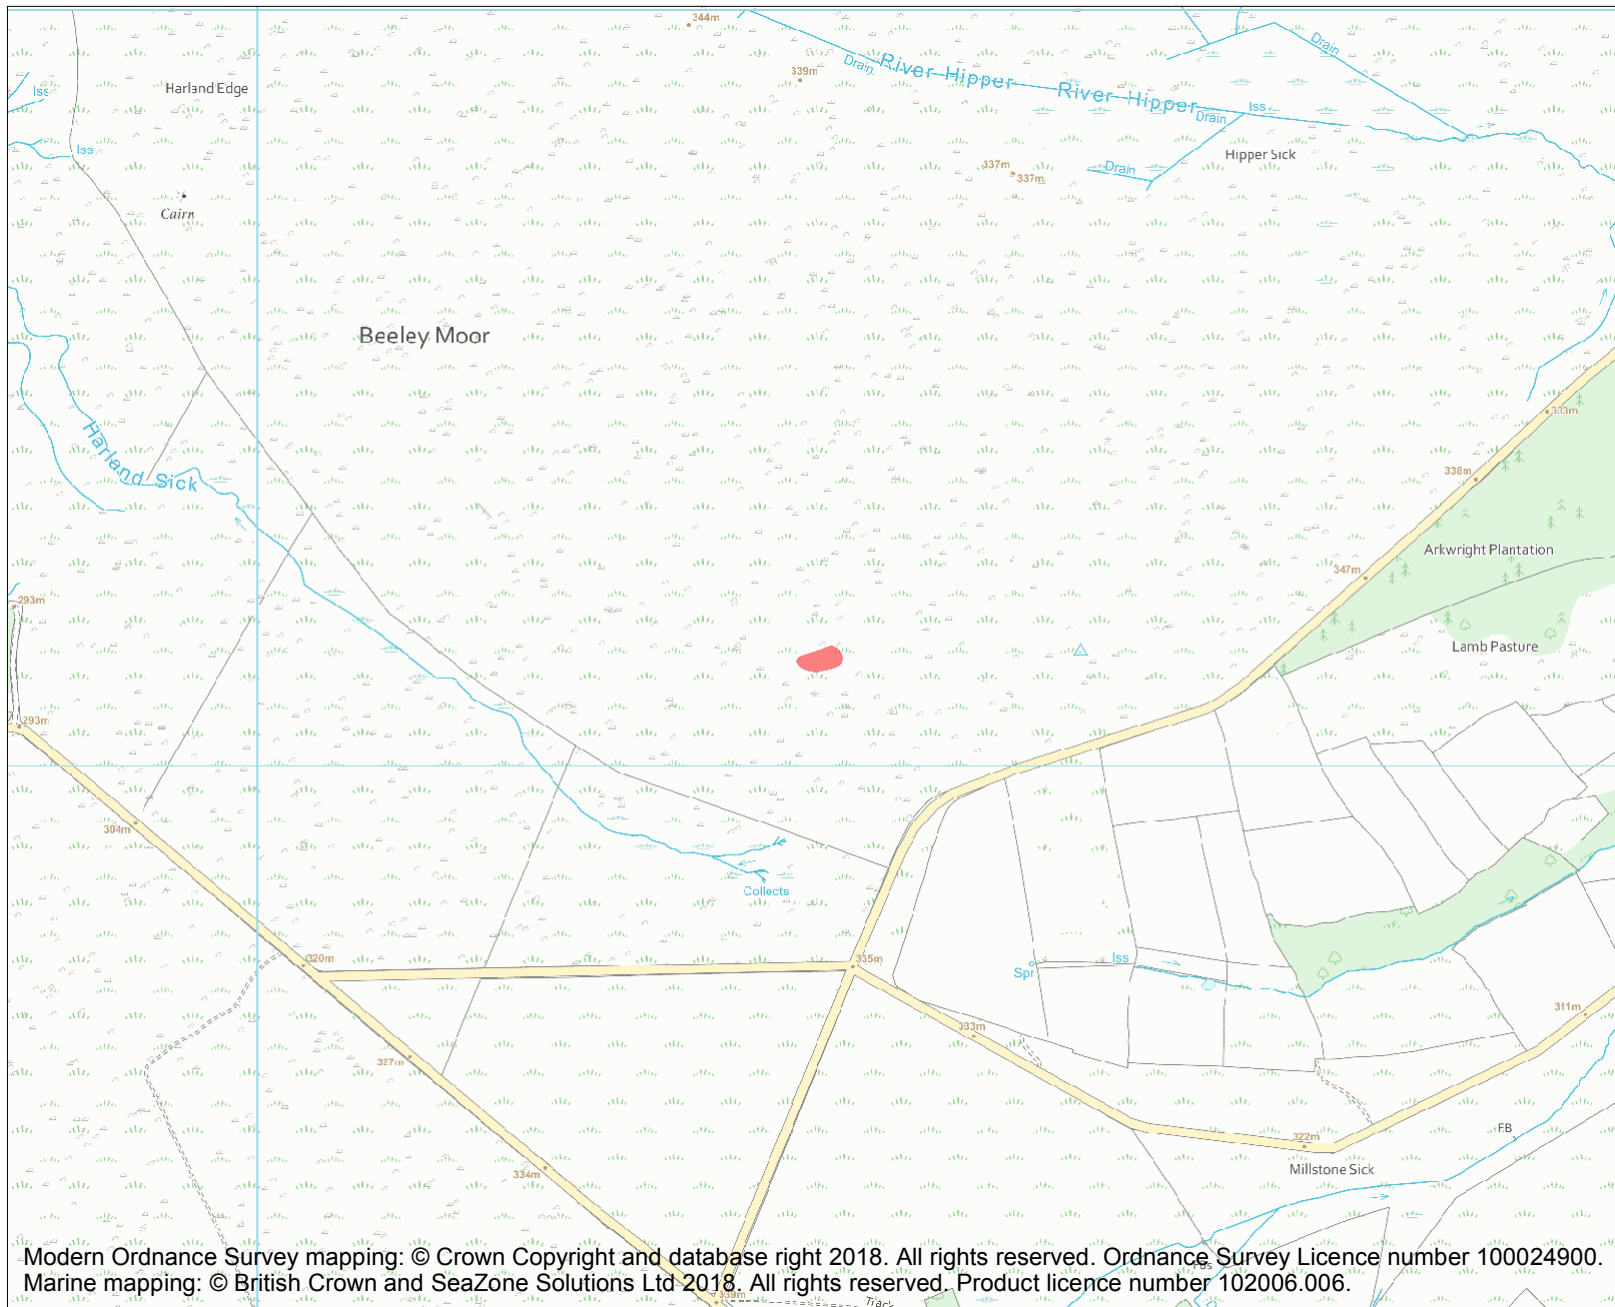 344m
Drain
River Hipper
River Hipper
Drain
339m
Harland Edge
Iss
Iss
Drain
Hipper Sick
Iss
337m
337m
Drain
Cairn
Beeley Moor
333m
Harland Sick
338m
Arkwright Plantation
347m
293m
Lamb Pasture
293m
304m
Collects
320m
335m
Iss
Spr
311m
333m
327m
FB
322m
Millstone Sick
334m
Modern Ordnance Survey mapping: © Crown Copyright and database right 2018. All rights reserved. Ordnance Survey Licence number 100024900.
Marine mapping: © British Crown and SeaZone Solutions Ltd 2018. All rights reserved. Product licence number 102006.006.
339m
Track